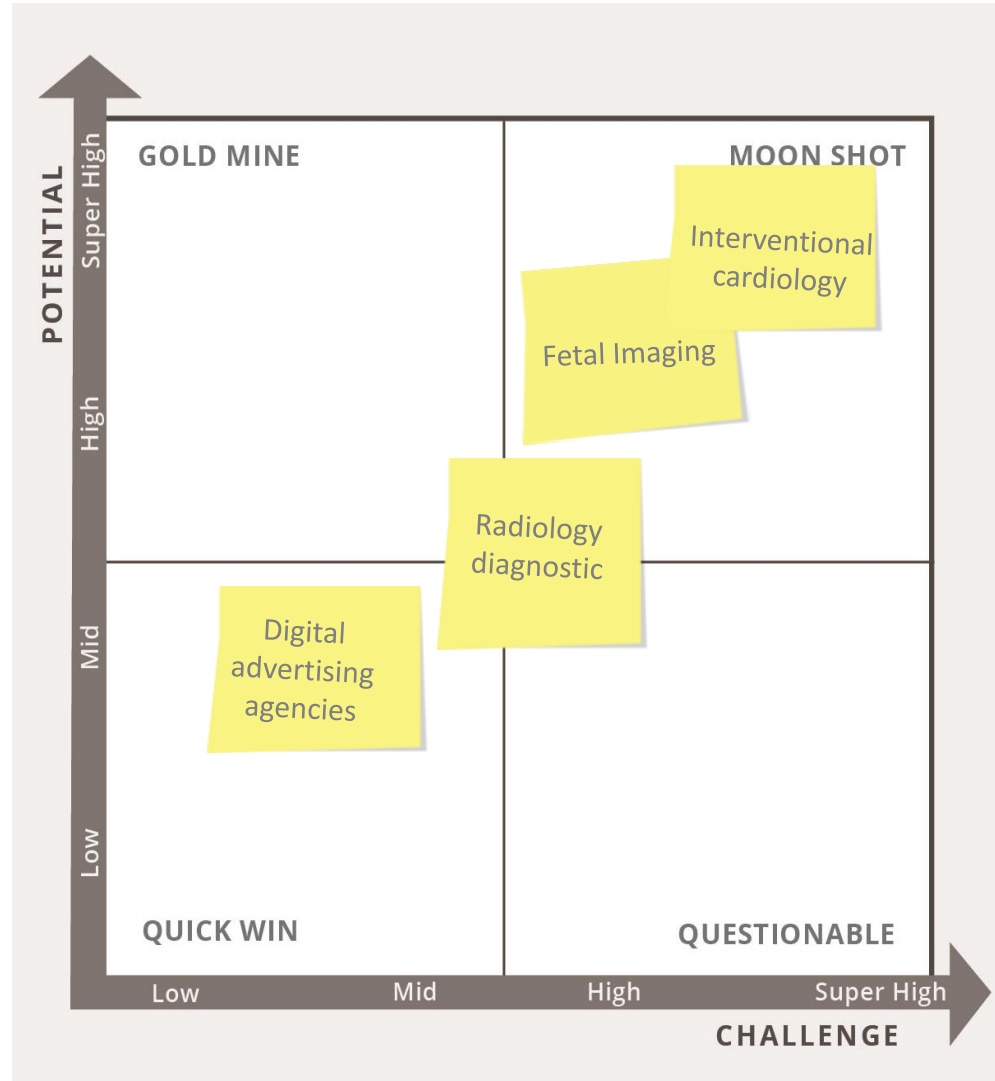 GOLD MINE
MOON SHOT
POTENTIAL
Super High
High
Mid
Low
Interventional
cardiology
Fetal Imaging
Radiology
diagnostic
Digital
advertising
agencies
QUICK WIN
QUESTIONABLE
Low
Mid
High
Super High
CHALLENGE